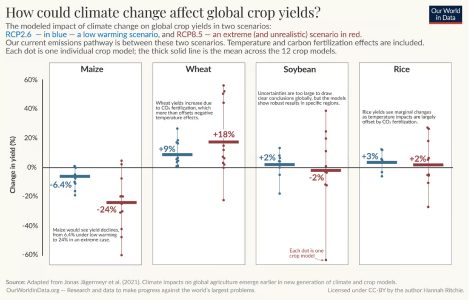 How could climate change affect global crop yields?
Our World
in Data
The modeled impact of climate change on global crop yields in two scenarios:
RCP2.6 – in blue – a low warming scenario, and RCP8.5 — an extreme (and unrealistic) scenario in red.
Our current emissions pathway is between these two scenarios. Temperature and carbon fertilization effects are included.
Each dot is one individual crop model; the thick solid line is the mean across the 12 crop models.
Maize
Wheat
Soybean
Rice
Change in yield (%)
60%
40%
20%
0%
-20%
-40%
-60%
-6.4%
-24%
Maize would see yield declines,
from 6.4% under low warming
to 24% in an extreme case.
Wheat yields increase due
to CO₂ fertilization, which
more than offsets negative
temperature effects.
+9%
+18%
Uncertainties are too large to draw
clear conclusions globally, but the models
show robust results in specific regions.
+2%
-2%
Each dot is one
crop model
Rice yields see marginal changes
as temperature impacts are largely
offset by CO₂ fertilization.
+3%
+2%
Source: Adapted from Jonas Jägermeyr et al. (2021). Climate impacts on global agriculture emerge earlier in new generation of climate and crop models.
OurWorldinData.org — Research and data to make progress against the world's largest problems.
Licensed under CC-BY by the author Hannah Ritchie.